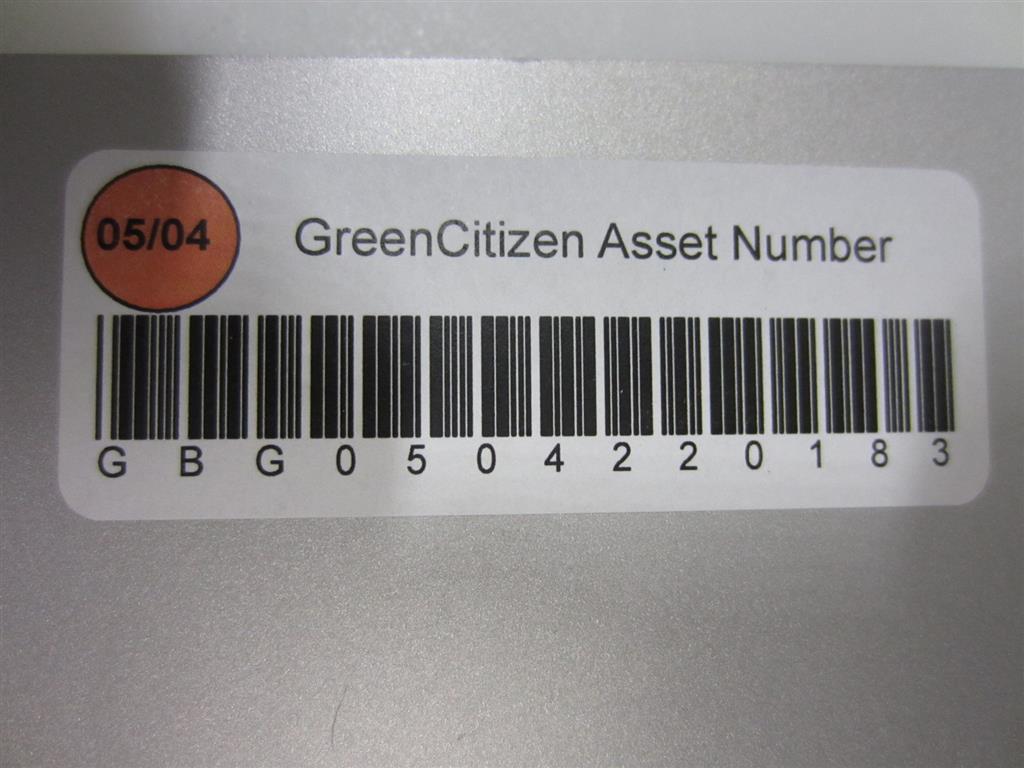 05/04 GreenCitizen Asset Number
G B G 0 5 0 4 2 2 0 1 8 3